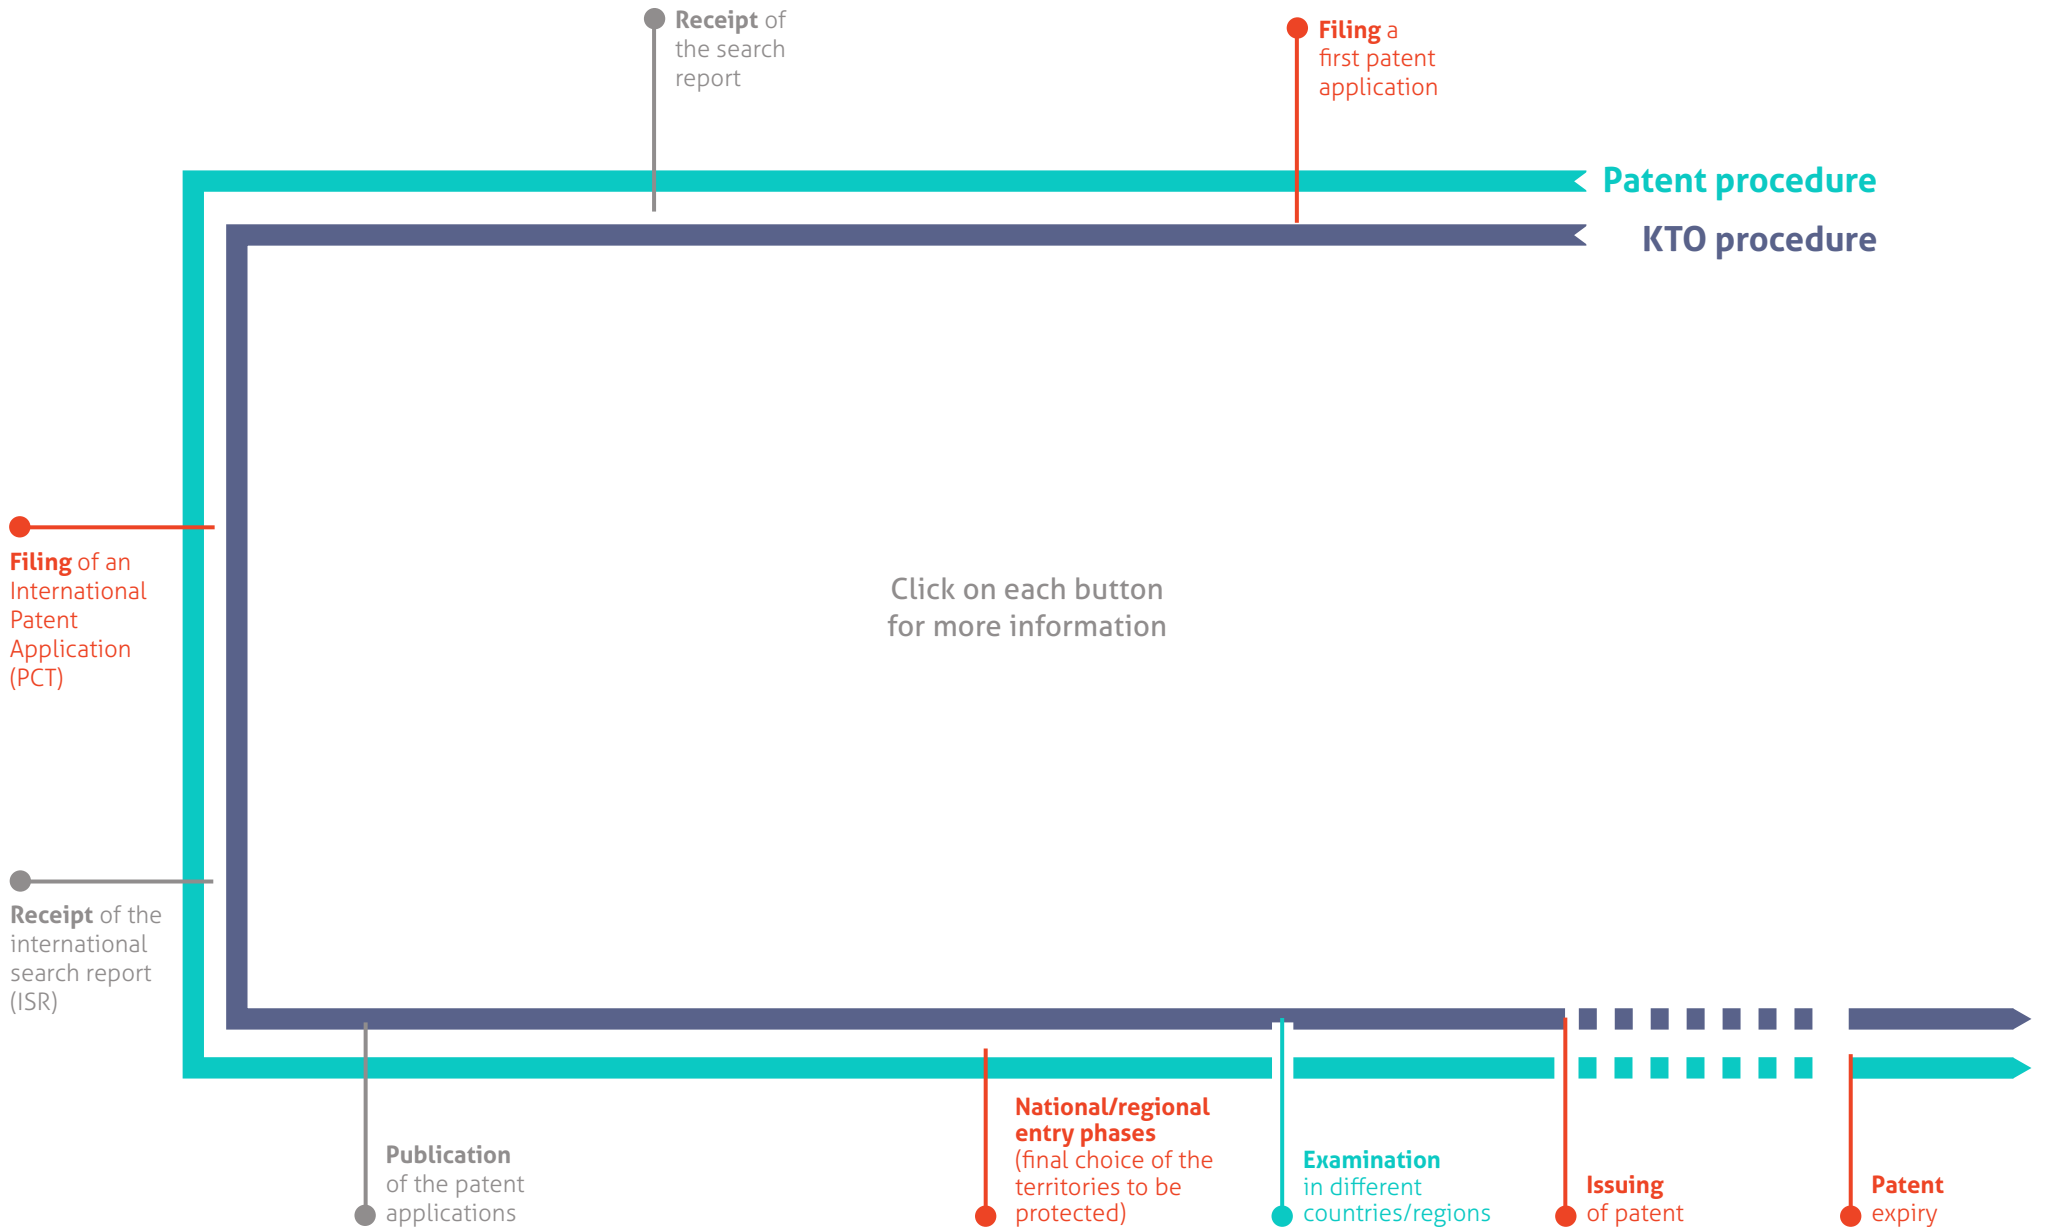 Receipt of
the search
report
Filing a
first patent
application
Patent procedure
KTO procedure
Filing of an
International
Patent
Application
(PCT)
Click on each button
for more information
Receipt of the
international
search report
(ISR)
Publication
of the patent
applications
National/regional
entry phases
(final choice of the
territories to be
protected)
Examination
in different
countries/regions
Issuing
of patent
Patent
expiry